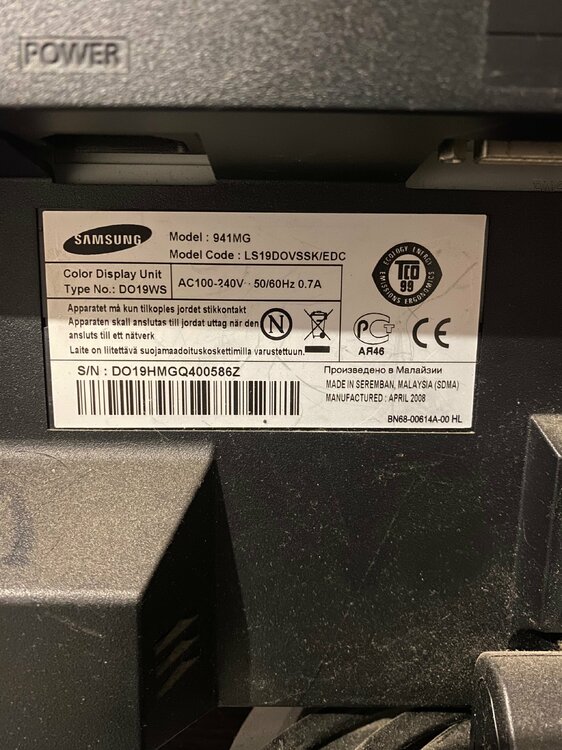 POWER
SAMSUNG
Model : 941MG
Model Code : LS19DOVSSK/EDC
Color Display Unit
Type No.: DO19WS
AC100-240V~ 50/60Hz 0.7A
ECOLOGY ENERGY
TCO
99
EMISSIONS ERGONOMICS
Apparatet må kun tilkoples jordet stikkontakt
Apparaten skall anslutas till jordat uttag när den
ansluts till ett nätverk
Laite on liitettävä suojamaadoituskoskettimilla varustettuun.
N
РСТ
АЯ46
CE
S/N : DO19HMGQ400586Z
Произведено в Малайзии
MADE IN SEREMBAN, MALAYSIA (SDMA)
MANUFACTURED : APRIL 2008
BN68-00614A-00 HL